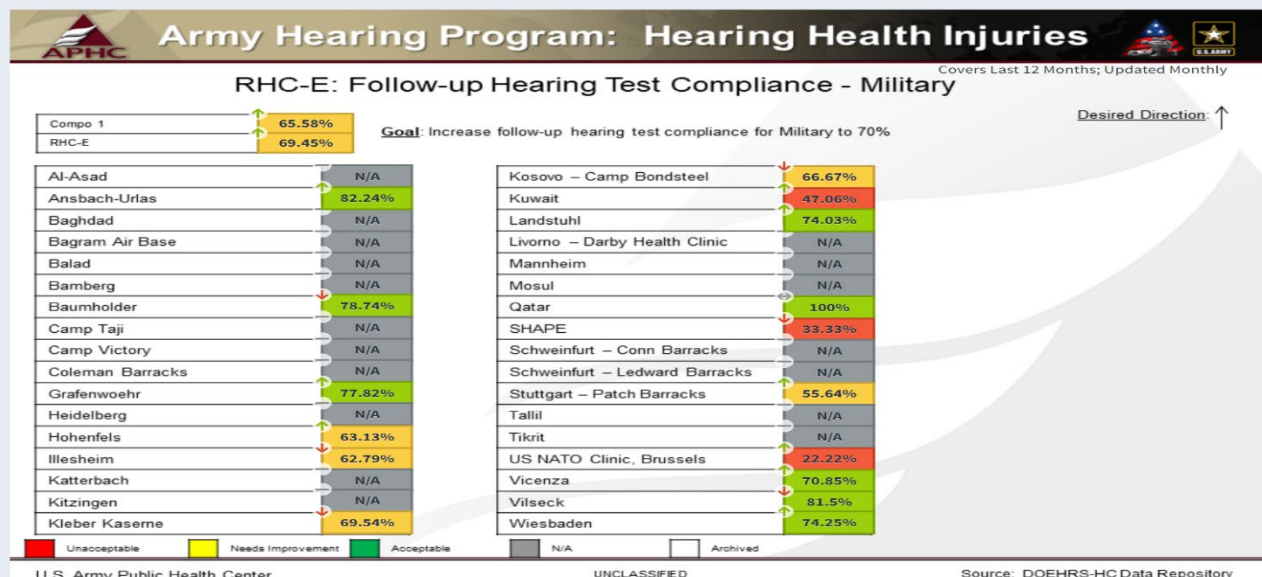 APHC
Army Hearing Program: Hearing Health Injuries
U.S. ARMY
Covers Last 12 Months; Updated Monthly
RHC-E: Follow-up Hearing Test Compliance - Military
Desired Direction:
Compo 1 65.58%
RHC-E 69.45%
Goal: Increase follow-up hearing test compliance for Military to 70%
Al-Asad N/A
Ansbach-Urlas 82.24%
Baghdad N/A
Bagram Air Base N/A
Balad N/A
Bamberg N/A
Baumholder 78.74%
Camp Taji N/A
Camp Victory N/A
Coleman Barracks N/A
Grafenwoehr 77.82%
Heidelberg N/A
Hohenfels 63.13%
Illesheim 62.79%
Katterbach N/A
Kitzingen N/A
Kleber Kaserne 69.54%
Kosovo – Camp Bondsteel 66.67%
Kuwait 47.06%
Landstuhl 74.03%
Livorno – Darby Health Clinic N/A
Mannheim N/A
Mosul N/A
Qatar 100%
SHAPE 33.33%
Schweinfurt – Conn Barracks N/A
Schweinfurt – Ledward Barracks N/A
Stuttgart – Patch Barracks 55.64%
Tallil N/A
Tikrit N/A
US NATO Clinic, Brussels 22.22%
Vicenza 70.85%
Vilseck 81.5%
Wiesbaden 74.25%
Unacceptable Needs Improvement Acceptable N/A Archived
U.S. Army Public Health Center UNCLASSIFIED Source: DOEHRS-HC Data Repository